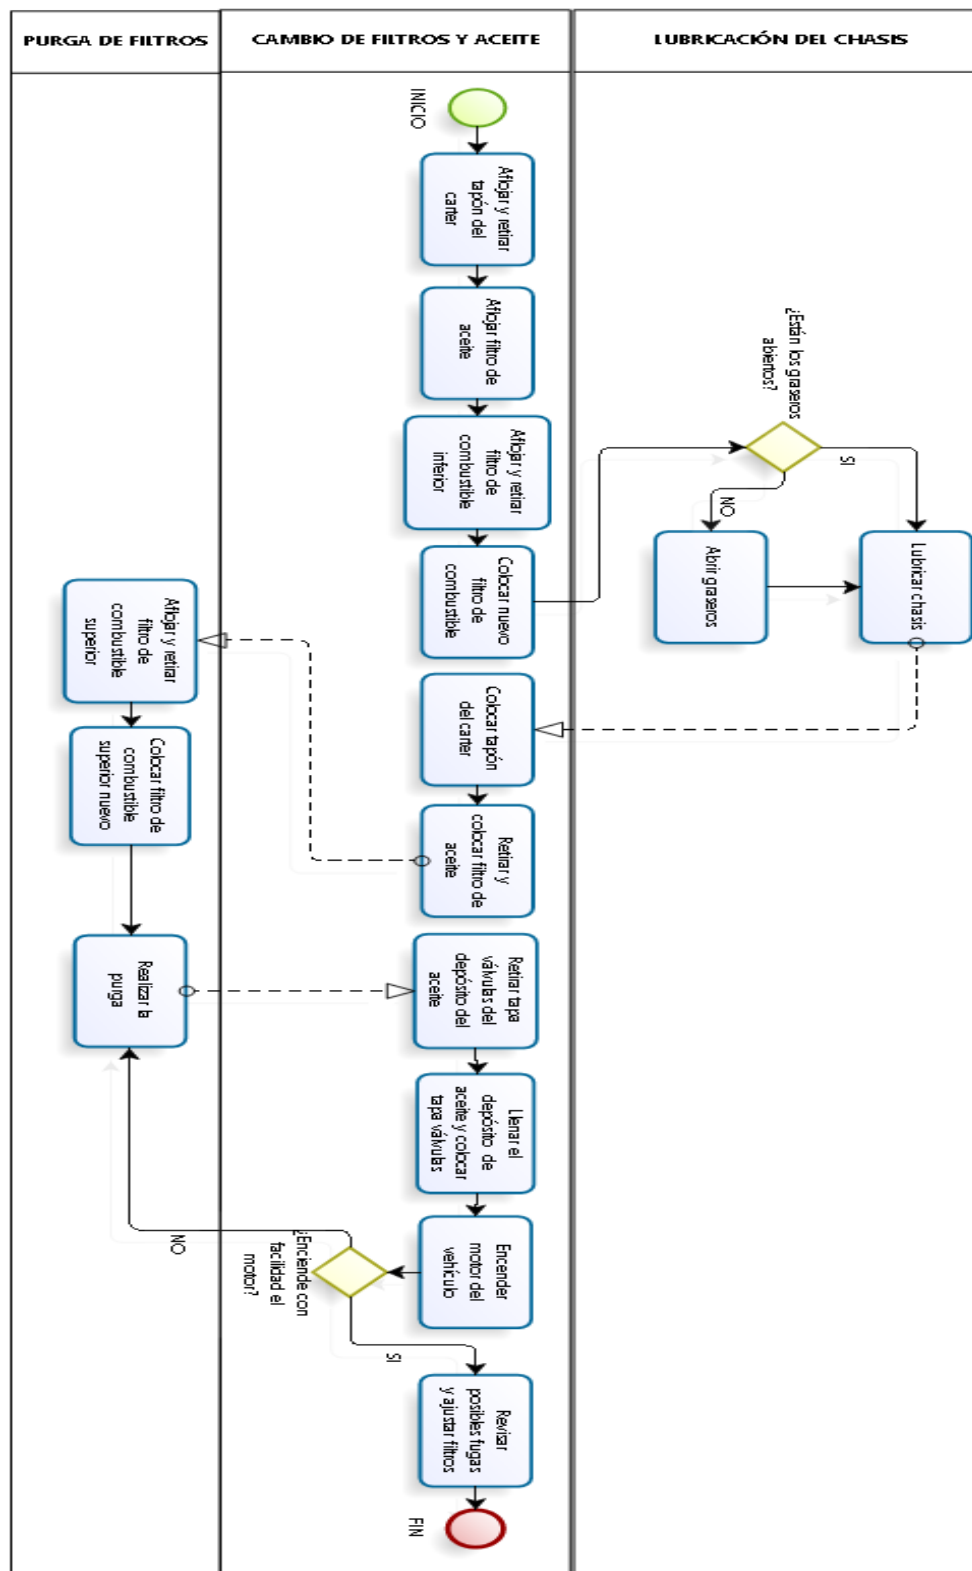 PURGA DE FILTROS
CAMBIO DE FILTROS Y ACEITE
LUBRICACIÓN DEL CHASIS
INICIO
Aflojar y retirar
tapón del
carter
Aflojar filtro de
aceite
Aflojar y retirar
filtro de
combustible
inferior
Colocar nuevo
filtro de
combustible
¿Están los graseros
abiertos?
SI
NO
Abrir graseros
Lubricar chasis
Colocar tapón
del carter
Retirar y
colocar filtro de
aceite
Aflojar y retirar
filtro de
combustible
superior
Colocar filtro de
combustible
superior nuevo
Realizar la
purga
Retirar tapa
válvulas del
depósito del
aceite
Llenar el
depósito de
aceite y colocar
tapa válvulas
Encender
motor del
vehículo
¿Enciende con
facilidad el
motor?
NO
SI
Revisar
posibles fugas
y ajustar filtros
FIN